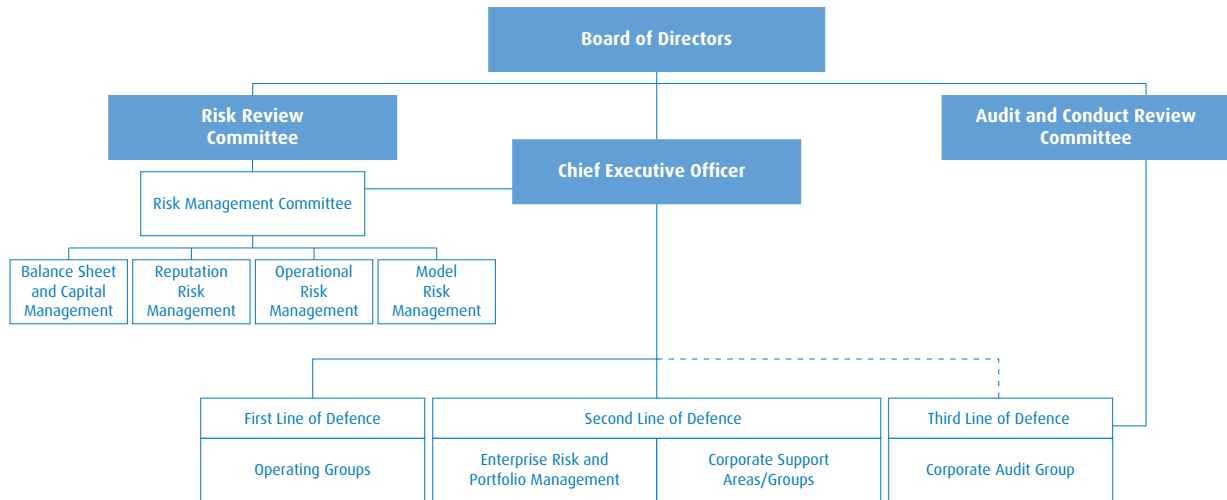 Board of Directors
Risk Review
Committee
Audit and Conduct Review
Committee
Chief Executive Officer
Risk Management Committee
Balance Sheet
and Capital
Management
Reputation
Risk
Management
Operational
Risk
Management
Model
Risk
Management
First Line of Defence
Second Line of Defence
Third Line of Defence
Operating Groups
Enterprise Risk and
Portfolio Management
Corporate Support
Areas/Groups
Corporate Audit Group